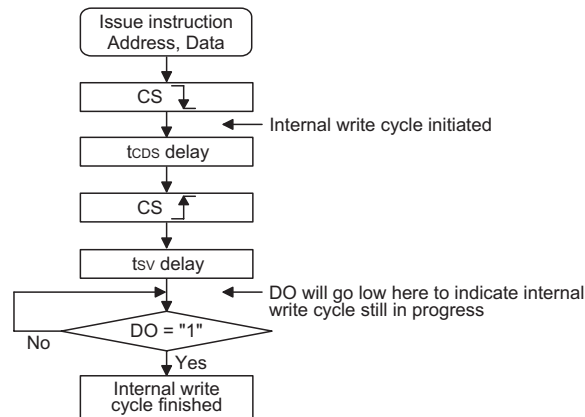 Issue instruction
Address, Data
CS
Internal write cycle initiated
tCDS delay
CS
tSV delay
DO will go low here to indicate internal
write cycle still in progress
DO = "1"
No
Yes
Internal write
cycle finished